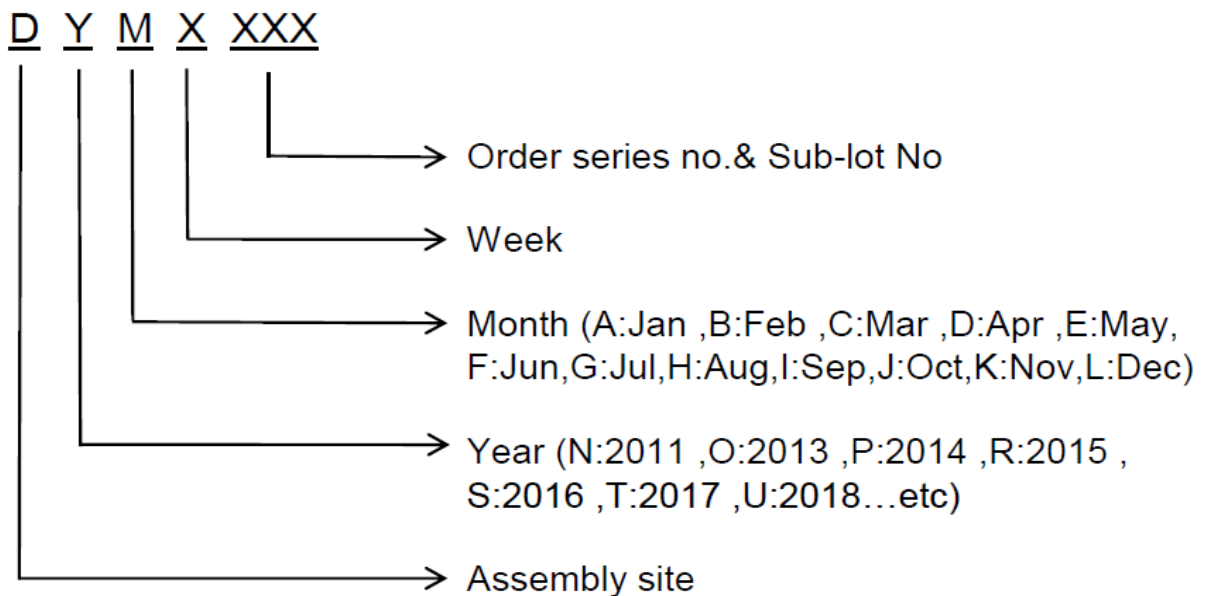 D Y M X XXX
Order series no.& Sub-lot No
Week
Month (A:Jan ,B:Feb ,C:Mar ,D:Apr ,E:May,
F:Jun,G:Jul,H:Aug,I:Sep,J:Oct,K:Nov,L:Dec)
Year (N:2011 ,O:2013 ,P:2014 ,R:2015 ,
S:2016 ,T:2017 ,U:2018...etc)
Assembly site